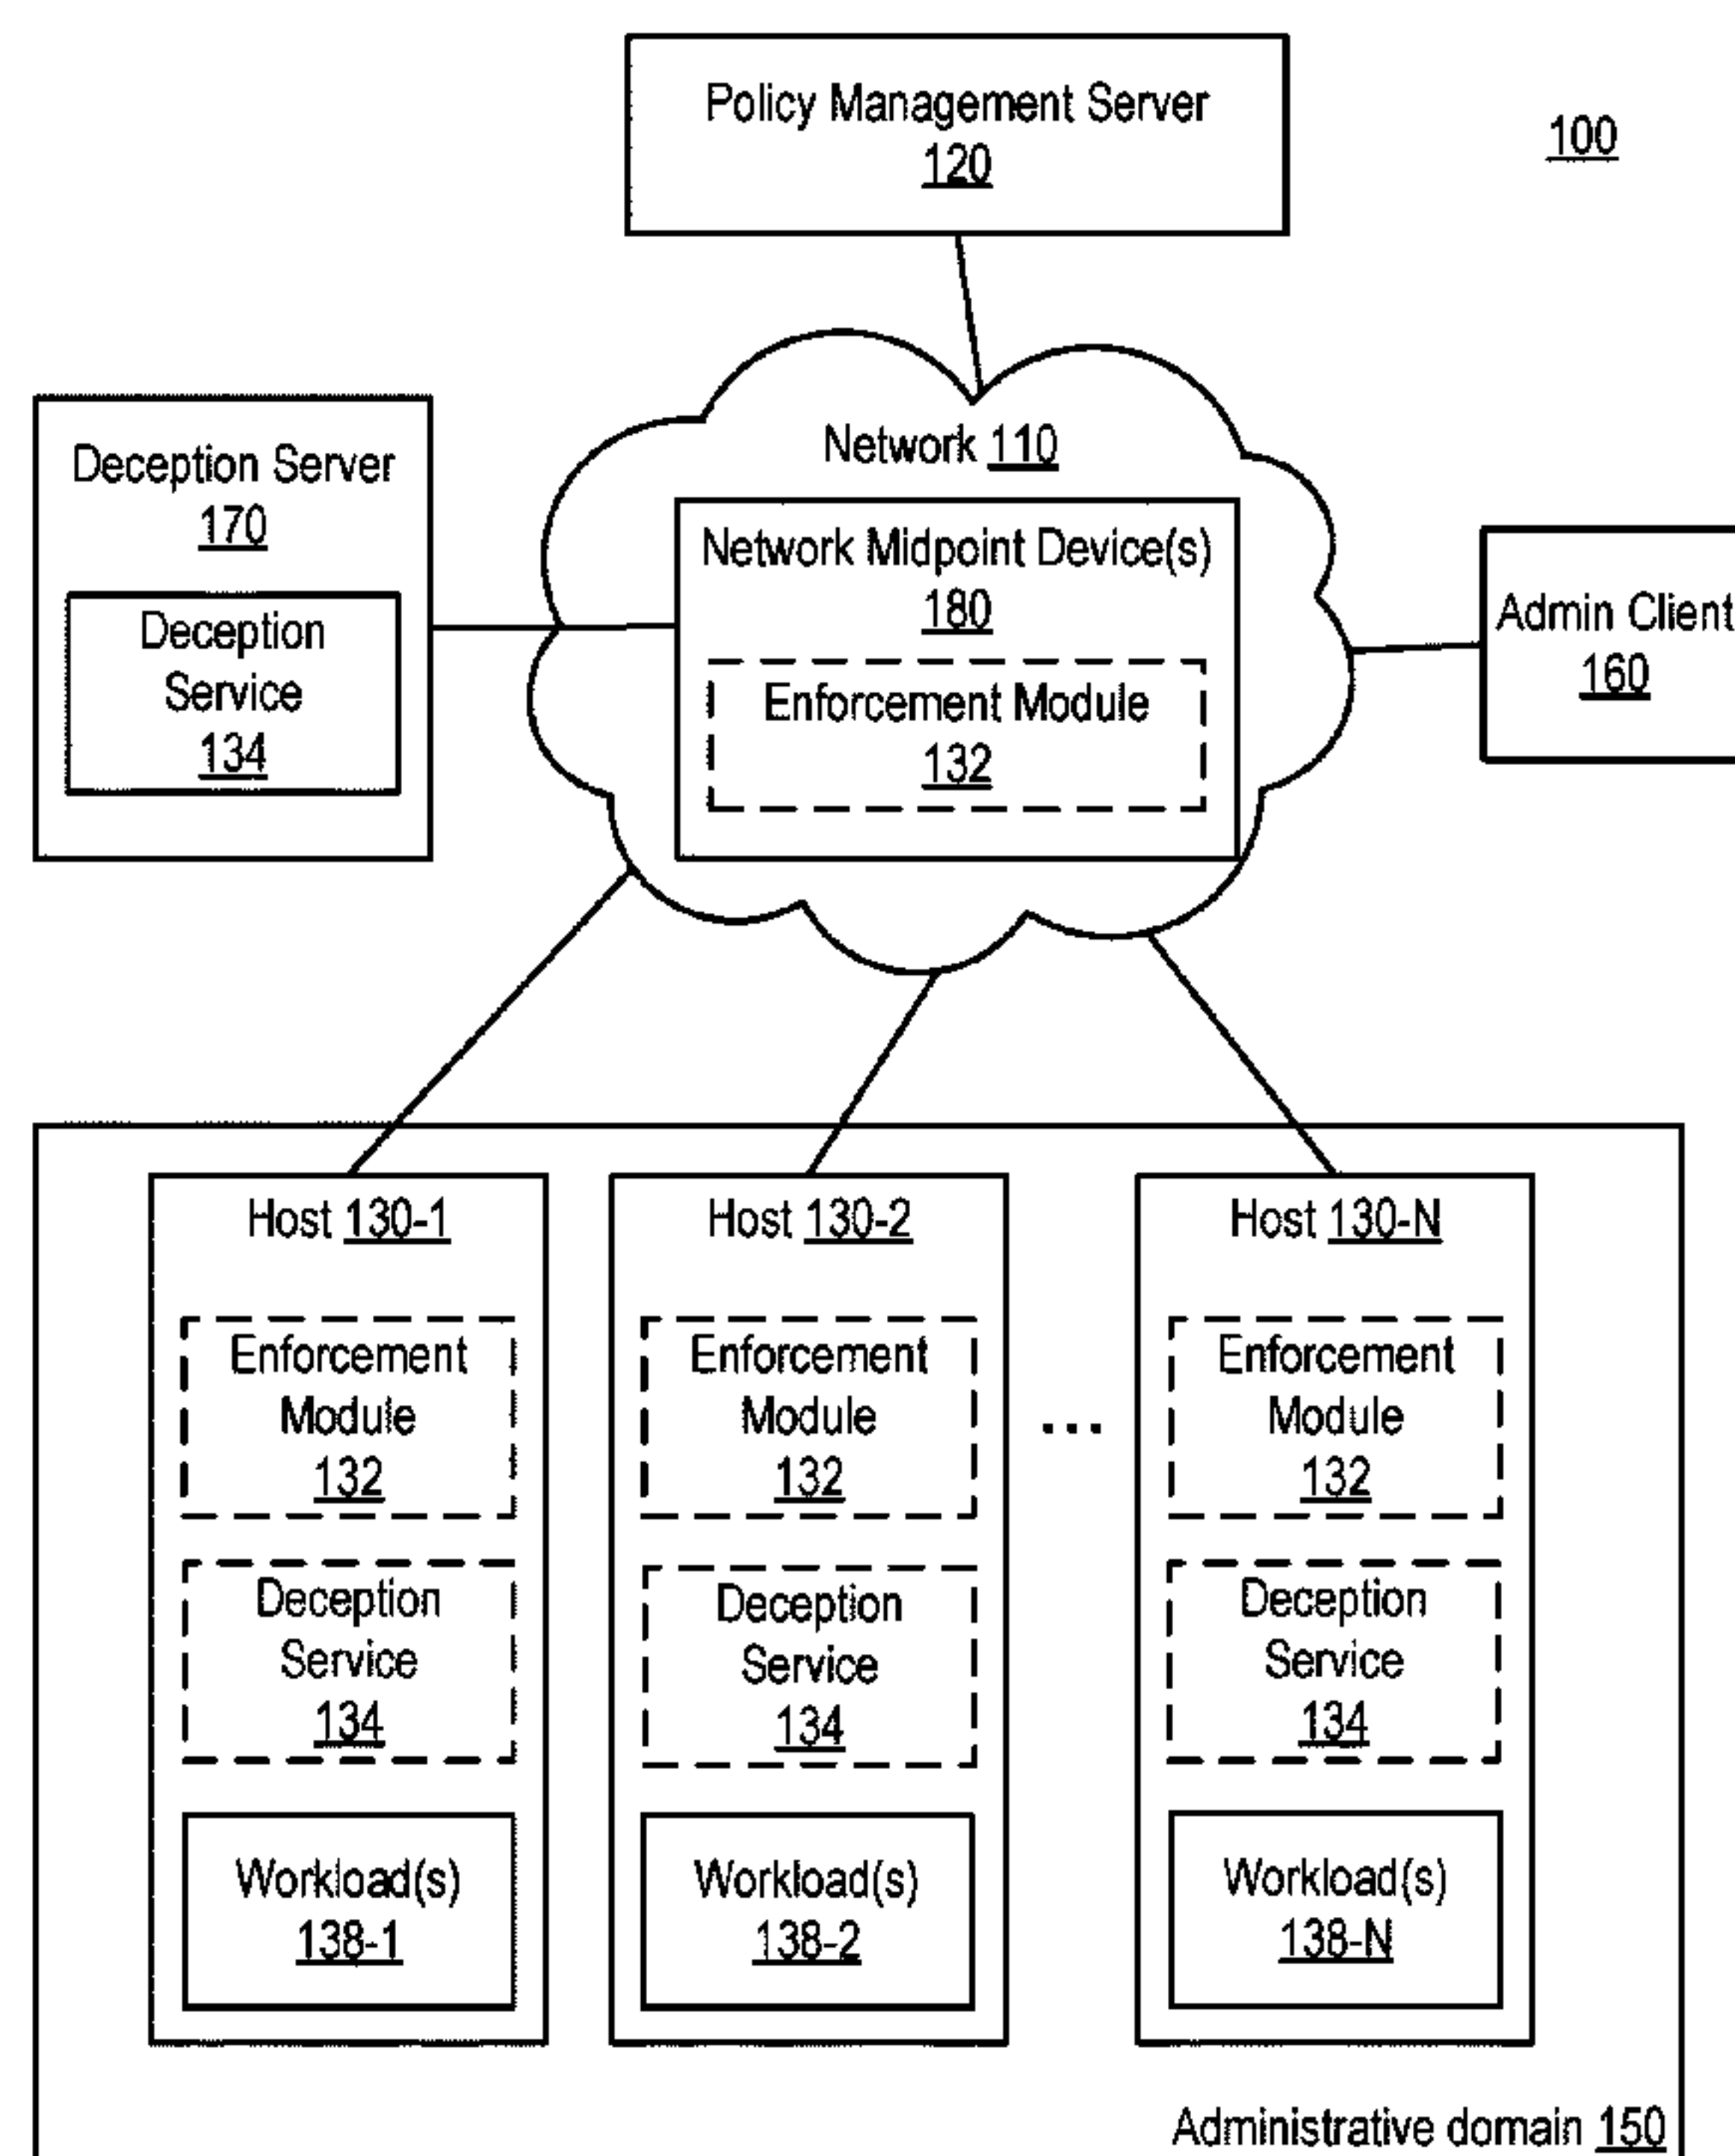 Policy Management Server
120
100
Network 110
Deception Server
170
Deception
Service
134
Network Midpoint Device(s)
180
Enforcement Module
132
Admin Client
160
Host 130-1
Enforcement
Module
132
Deception
Service
134
Workload(s)
138-1
Host 130-2
Enforcement
Module
132
Deception
Service
134
Workload(s)
138-2
...
Host 130-N
Enforcement
Module
132
Deception
Service
134
Workload(s)
138-N
Administrative domain 150